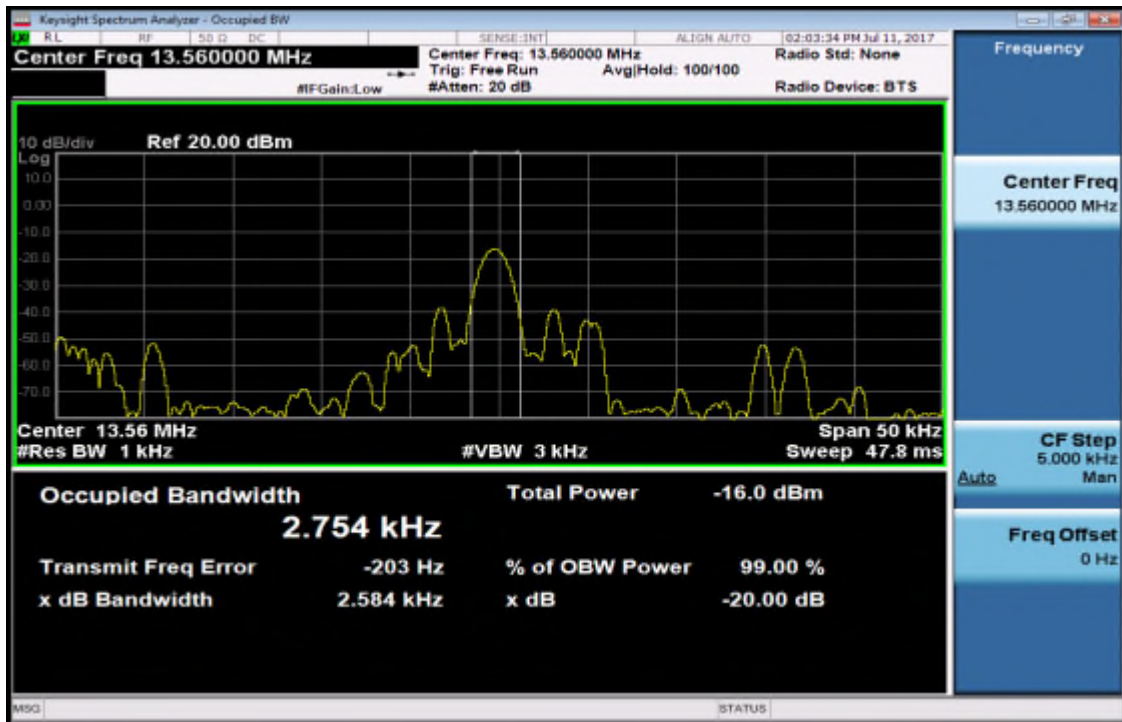 Keysight Spectrum Analyzer - Occupied BW
LXI RL RF 50 Ω DC SENSE:INT ALIGN AUTO 02:03:34 PM Jul 11, 2017
Center Freq 13.560000 MHz
Center Freq: 13.560000 MHz Radio Std: None
Trig: Free Run Avg|Hold: 100/100
#IFGain:Low #Atten: 20 dB Radio Device: BTS
10 dB/div Ref 20.00 dBm
Log
10.0
0.00
-10.0
-20.0
-30.0
-40.0
-50.0
-60.0
-70.0
Center 13.56 MHz Span 50 kHz
#Res BW 1 kHz #VBW 3 kHz Sweep 47.8 ms
Occupied Bandwidth Total Power -16.0 dBm
2.754 kHz
Transmit Freq Error -203 Hz % of OBW Power 99.00 %
x dB Bandwidth 2.584 kHz x dB -20.00 dB
MSG STATUS
Frequency
Center Freq
13.560000 MHz
CF Step
5.000 kHz
Auto Man
Freq Offset
0 Hz